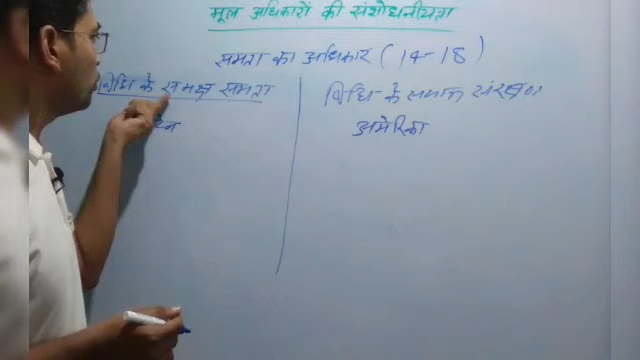 मूल अधिकारों की संशोधनीयता
समता का अधिकार (14-18)
विधि के समक्ष समता
विधि के समान संरक्षण
अमेरिका